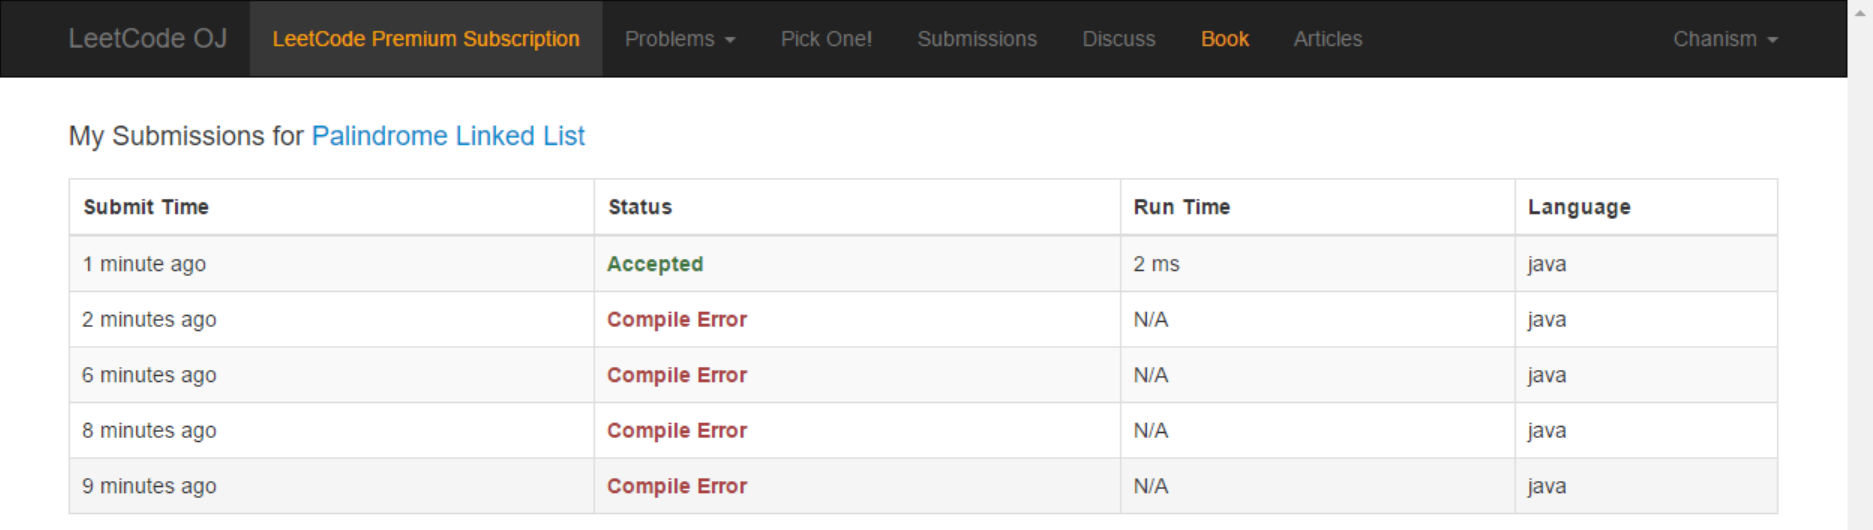 LeetCode OJ LeetCode Premium Subscription Problems Pick One! Submissions Discuss Book Articles Chanism
My Submissions for Palindrome Linked List
Submit Time Status Run Time Language
1 minute ago Accepted 2 ms java
2 minutes ago Compile Error N/A java
6 minutes ago Compile Error N/A java
8 minutes ago Compile Error N/A java
9 minutes ago Compile Error N/A java